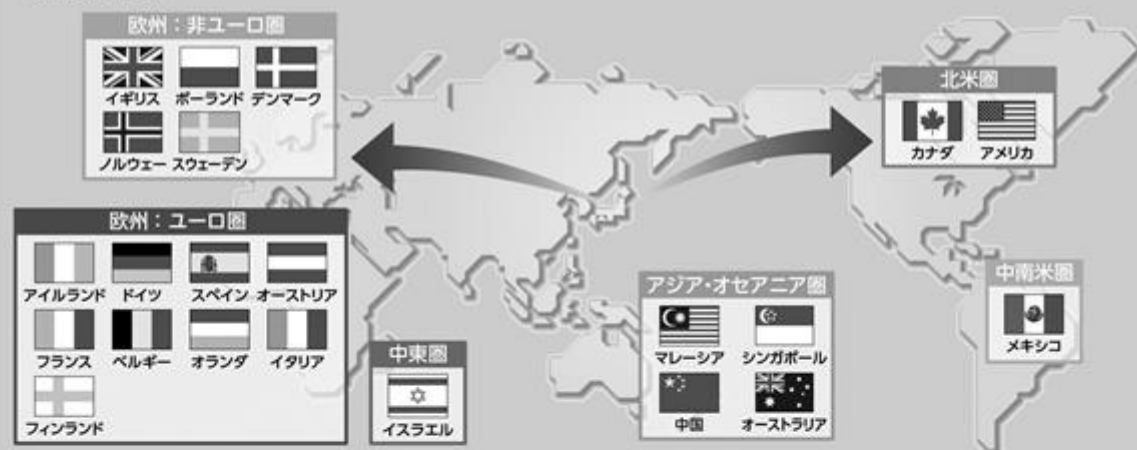 欧州：非ユーロ圏
イギリス ポーランド デンマーク
ノルウェー スウェーデン
北米圏
カナダ アメリカ
欧州：ユーロ圏
アイルランド ドイツ スペイン オーストリア
フランス ベルギー オランダ イタリア
フィンランド
中東圏
イスラエル
アジア・オセアニア圏
マレーシア シンガポール
中国 オーストラリア
中南米圏
メキシコ